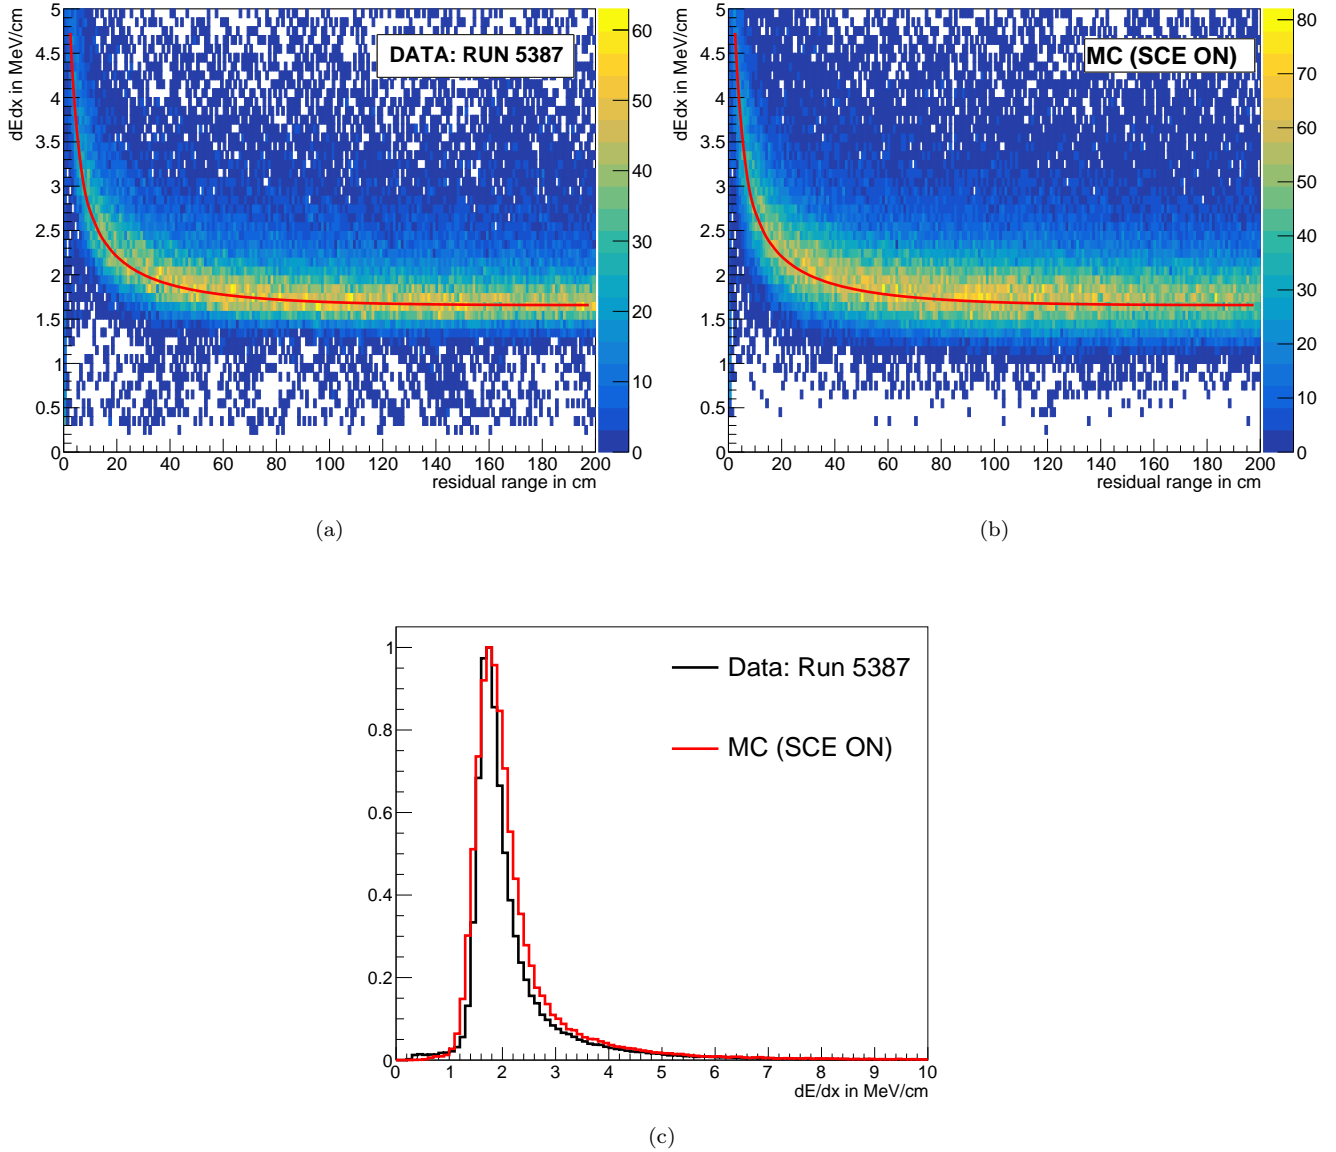 dEdx in MeV/cm
5
4.5
4
3.5
3
2.5
2
1.5
1
0.5
0
DATA: RUN 5387
60
50
40
30
20
10
0
0 20 40 60 80 100 120 140 160 180 200
residual range in cm
(a)
dEdx in MeV/cm
5
4.5
4
3.5
3
2.5
2
1.5
1
0.5
0
MC (SCE ON)
80
70
60
50
40
30
20
10
0
0 20 40 60 80 100 120 140 160 180 200
residual range in cm
(b)
1
0.8
0.6
0.4
0.2
0
Data: Run 5387
MC (SCE ON)
0 1 2 3 4 5 6 7 8 9 10
dE/dx in MeV/cm
(c)